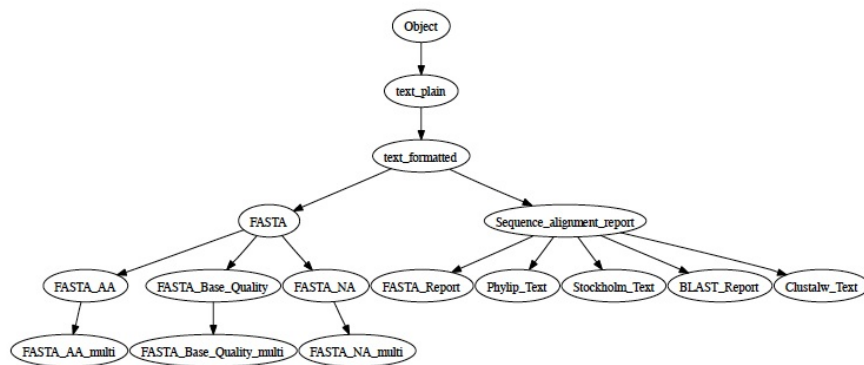 Object
text_plain
text_formatted
FASTA
Sequence_alignment_report
FASTA_AA
FASTA_Base_Quality
FASTA_NA
FASTA_Report
Phylip_Text
Stockholm_Text
BLAST_Report
Clustalw_Text
FASTA_AA_multi
FASTA_Base_Quality_multi
FASTA_NA_multi